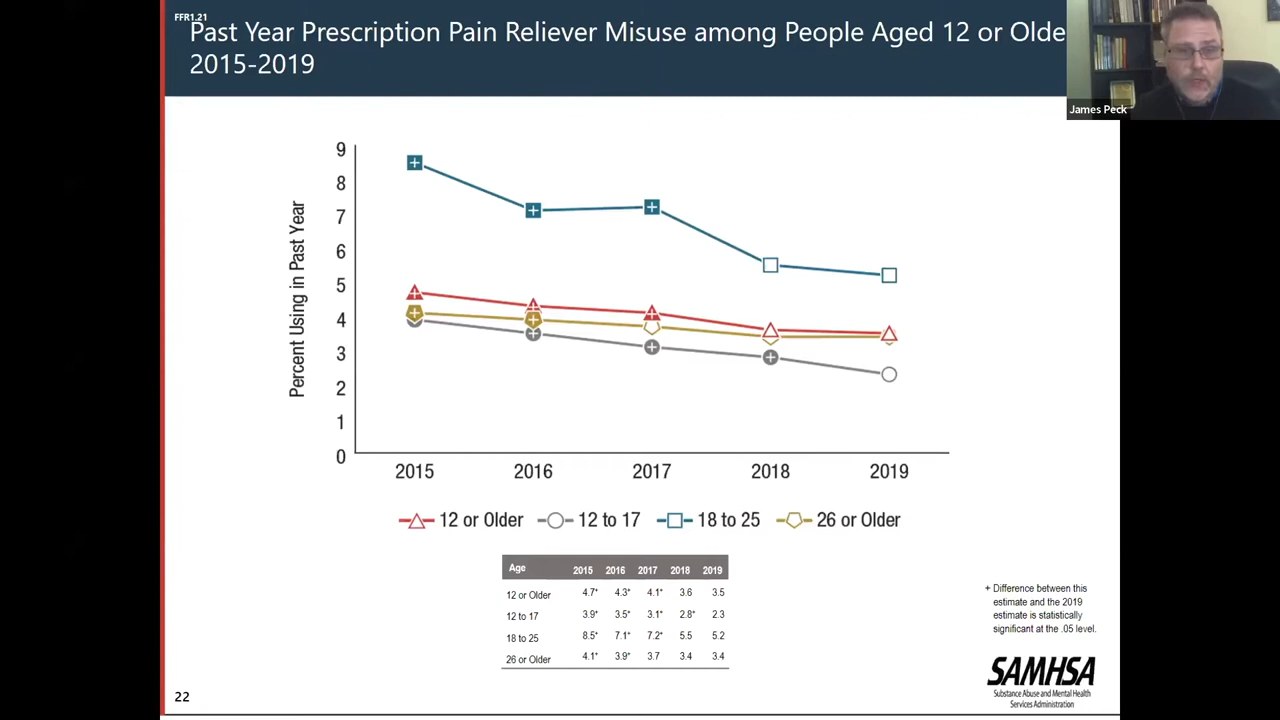 FFR1.21
Past Year Prescription Pain Reliever Misuse among People Aged 12 or Olde
2015-2019
James Peck
Percent Using in Past Year
9
8
7
6
5
4
3
2
1
0
2015 2016 2017 2018 2019
12 or Older 12 to 17 18 to 25 26 or Older
Age 2015 2016 2017 2018 2019
12 or Older 4.7+ 4.3+ 4.1+ 3.6 3.5
12 to 17 3.9+ 3.5+ 3.1+ 2.8+ 2.3
18 to 25 8.5+ 7.1+ 7.2+ 5.5 5.2
26 or Older 4.1+ 3.9+ 3.7 3.4 3.4
+ Difference between this
estimate and the 2019
estimate is statistically
significant at the .05 level.
SAMHSA
Substance Abuse and Mental Health
Services Administration
22